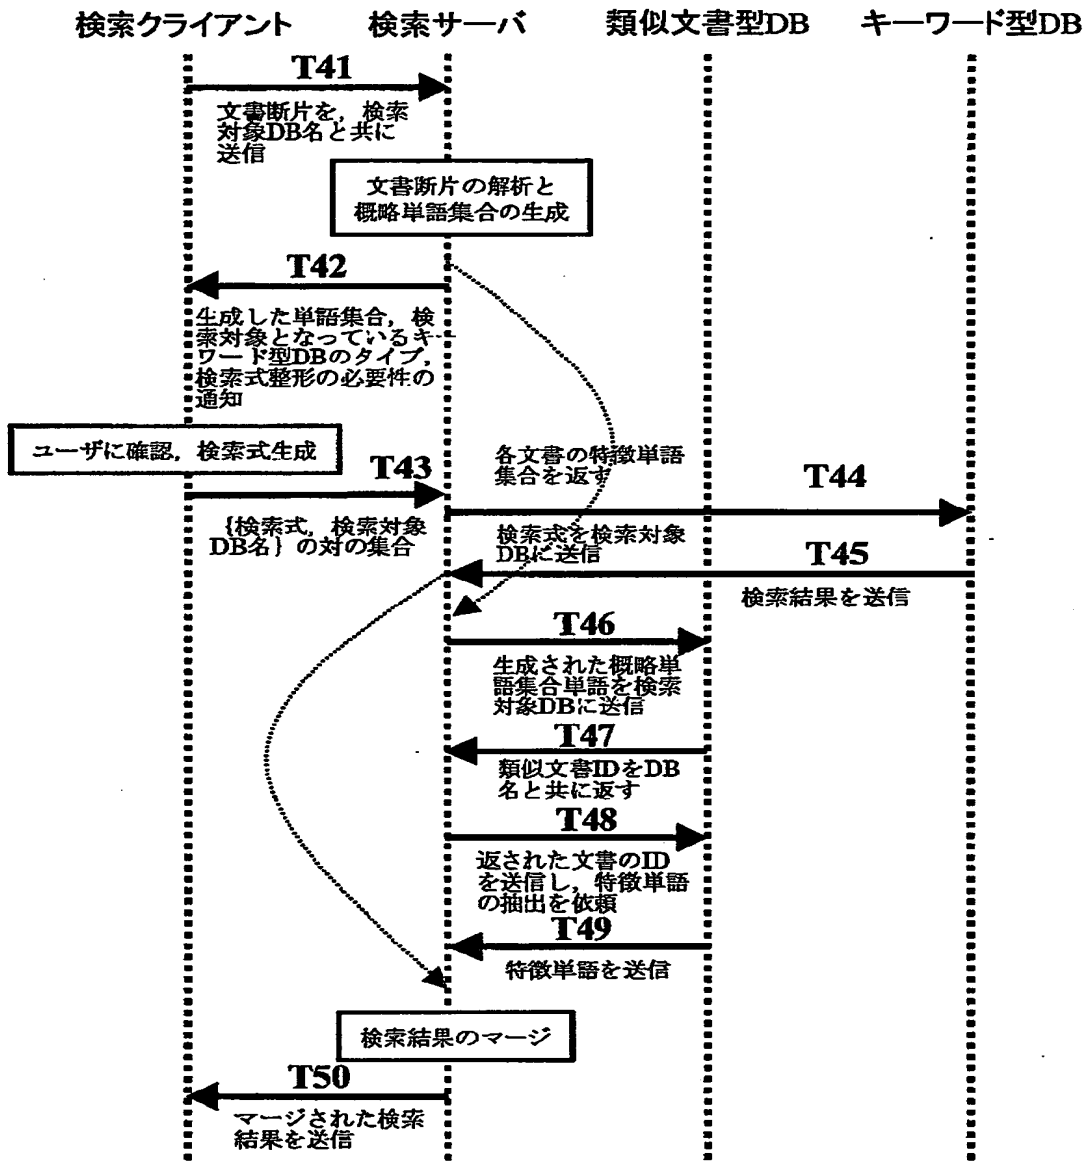 検索クライアント 検索サーバ 類似文書型DB キーワード型DB
T41
文書断片を，検索
対象DB名と共に
送信
文書断片の解析と
概略単語集合の生成
T42
生成した単語集合，検
索対象となっているキー
ワード型DBのタイプ，
検索式整形の必要性の
通知
ユーザに確認，検索式生成
T43
{検索式，検索対象
DB名}の対の集合
各文書の特徴単語
集合を返す
T44
検索式を検索対象
DBに送信
T45
検索結果を送信
T46
生成された概略単
語集合単語を検索
対象DBに送信
T47
類似文書IDをDB
名と共に返す
T48
返された文書のID
を送信し，特徴単語
の抽出を依頼
T49
特徴単語を送信
検索結果のマージ
T50
マージされた検索
結果を送信